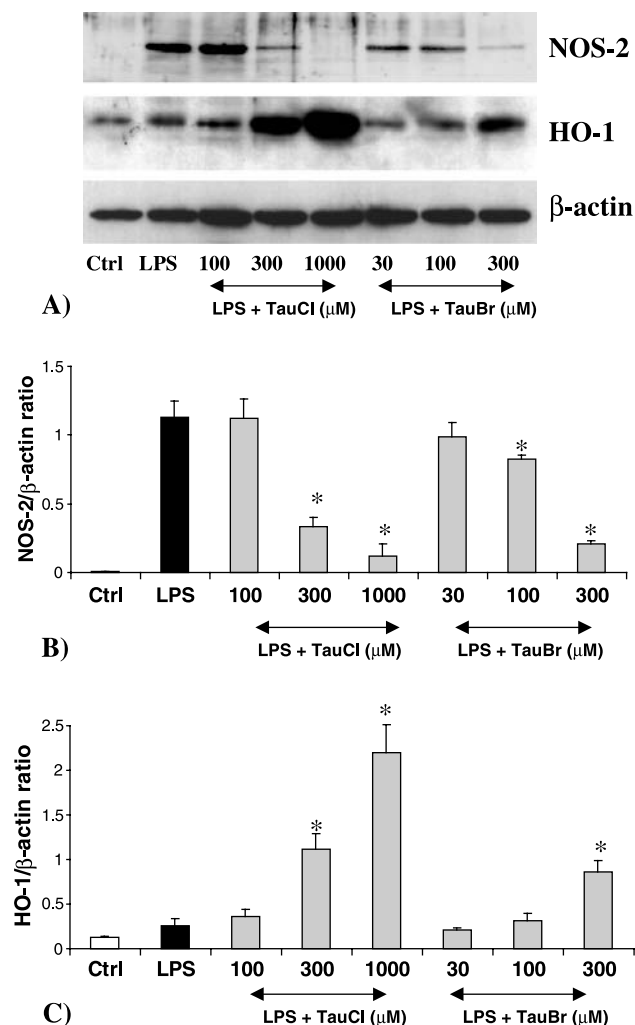 NOS-2
HO-1
β-actin
Ctrl LPS 100 300 1000 30 100 300
LPS + TauCl (μM) LPS + TauBr (μM)
A)
NOS-2/β-actin ratio
1.5
1
0.5
0
* * * *
Ctrl LPS 100 300 1000 30 100 300
LPS + TauCl (μM) LPS + TauBr (μM)
B)
HO-1/β-actin ratio
2.5
2
1.5
1
0.5
0
* * *
Ctrl LPS 100 300 1000 30 100 300
LPS + TauCl (μM) LPS + TauBr (μM)
C)